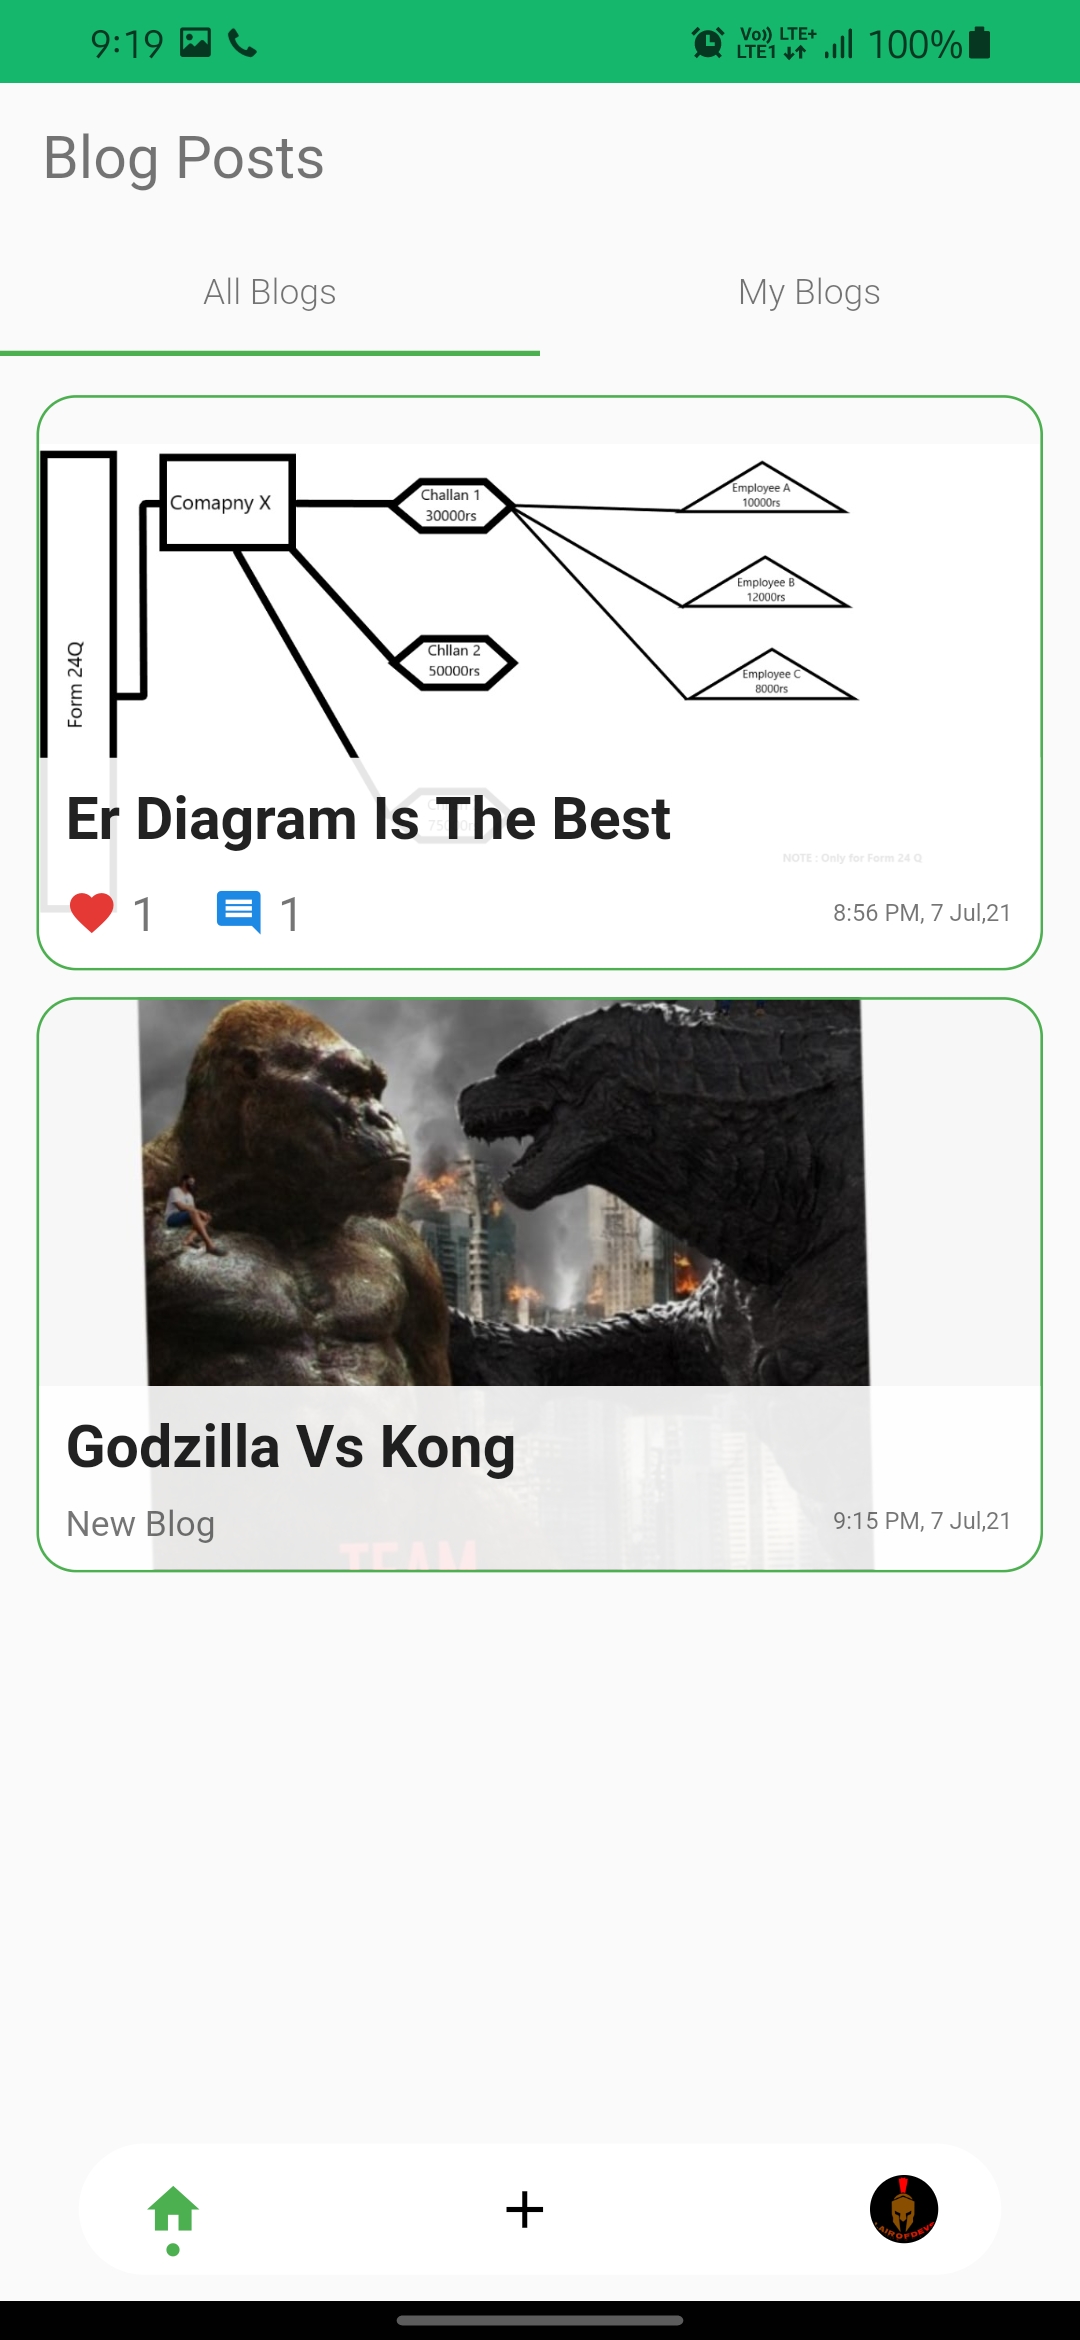 9:19
Vo)) LTE+
LTE1
100%
Blog Posts
All Blogs
My Blogs
Comapny X
Challan 1
30000rs
Employee A
10000rs
Employee B
12000rs
Chllan 2
50000rs
Employee C
8000rs
Form 24Q
Er Diagram Is The Best
NOTE : Only for Form 24 Q
1
1
8:56 PM, 7 Jul,21
Godzilla Vs Kong
New Blog
9:15 PM, 7 Jul,21
TEAM